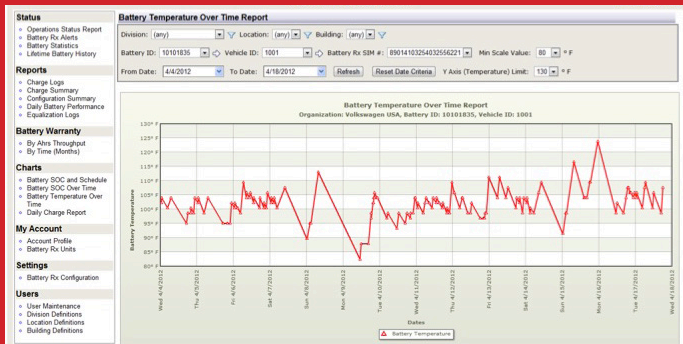 Status
Operations Status Report
Battery Rx Alerts
Battery Statistics
Lifetime Battery History
Reports
Charge Logs
Charge Summary
Configuration Summary
Daily Battery Performance
Equalization Logs
Battery Warranty
By Ahrs Throughput
By Time (Months)
Charts
Battery SOC and Schedule
Battery SOC Over Time
Battery Temperature Over
Time
Daily Charge Report
My Account
Account Profile
Battery Rx Units
Settings
Battery Rx Configuration
Users
User Maintenance
Division Definitions
Location Definitions
Building Definitions
Battery Temperature Over Time Report
Division: (any) Location: (any) Building: (any)
Battery ID: 10101835 Vehicle ID: 1001 Battery Rx SIM #: 89014103254032556221 Min Scale Value: 80 ° F
From Date: 4/4/2012 To Date: 4/18/2012 Refresh Reset Date Criteria Y Axis (Temperature) Limit: 130 ° F
Battery Temperature Over Time Report
Organization: Volkswagen USA, Battery ID: 10101835, Vehicle ID: 1001
Battery Temperature
130° F
125° F
120° F
115° F
110° F
105° F
100° F
95° F
90° F
85° F
80° F
Wed 4/4/2012
Thu 4/5/2012
Fri 4/6/2012
Sat 4/7/2012
Sun 4/8/2012
Mon 4/9/2012
Tue 4/10/2012
Wed 4/11/2012
Thu 4/12/2012
Fri 4/13/2012
Sat 4/14/2012
Sun 4/15/2012
Mon 4/16/2012
Tue 4/17/2012
Wed 4/18/2012
Dates
Battery Temperature